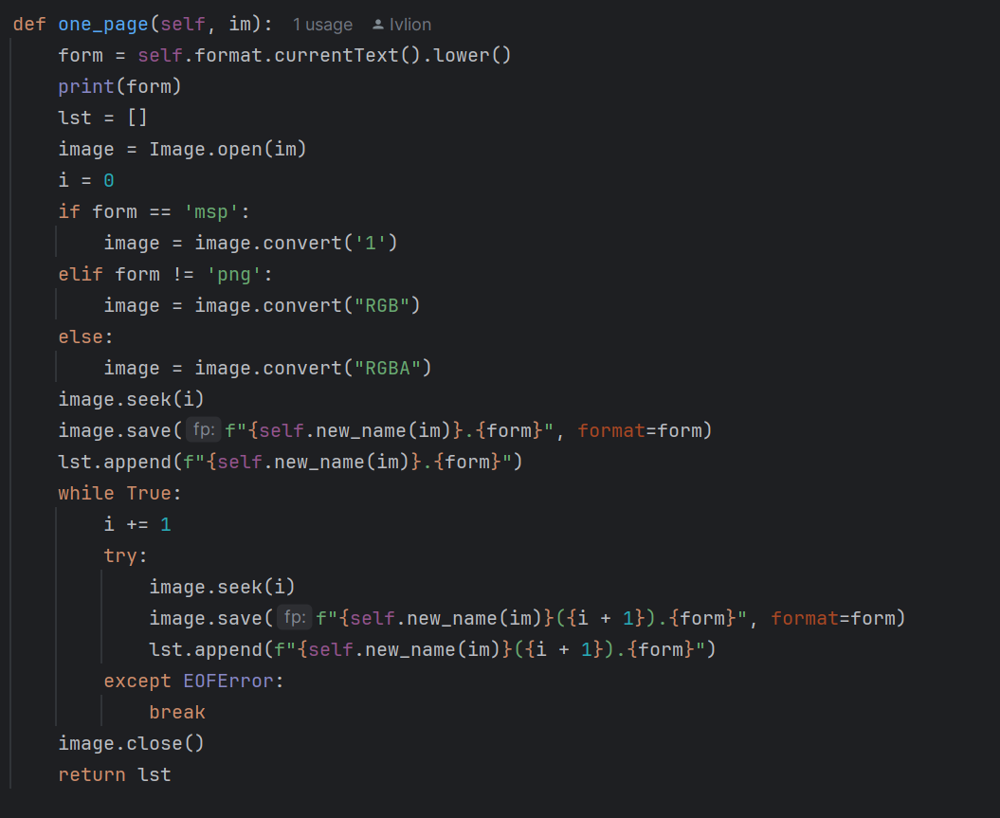 def one_page(self, im):  1 usage  Ivlion
    form = self.format.currentText().lower()
    print(form)
    lst = []
    image = Image.open(im)
    i = 0
    if form == 'msp':
        image = image.convert('1')
    elif form != 'png':
        image = image.convert("RGB")
    else:
        image = image.convert("RGBA")
    image.seek(i)
    image.save( fp: f"{self.new_name(im)}.{form}", format=form)
    lst.append(f"{self.new_name(im)}.{form}")
    while True:
        i += 1
        try:
            image.seek(i)
            image.save( fp: f"{self.new_name(im)}({i + 1}).{form}", format=form)
            lst.append(f"{self.new_name(im)}({i + 1}).{form}")
        except EOFError:
            break
    image.close()
    return lst